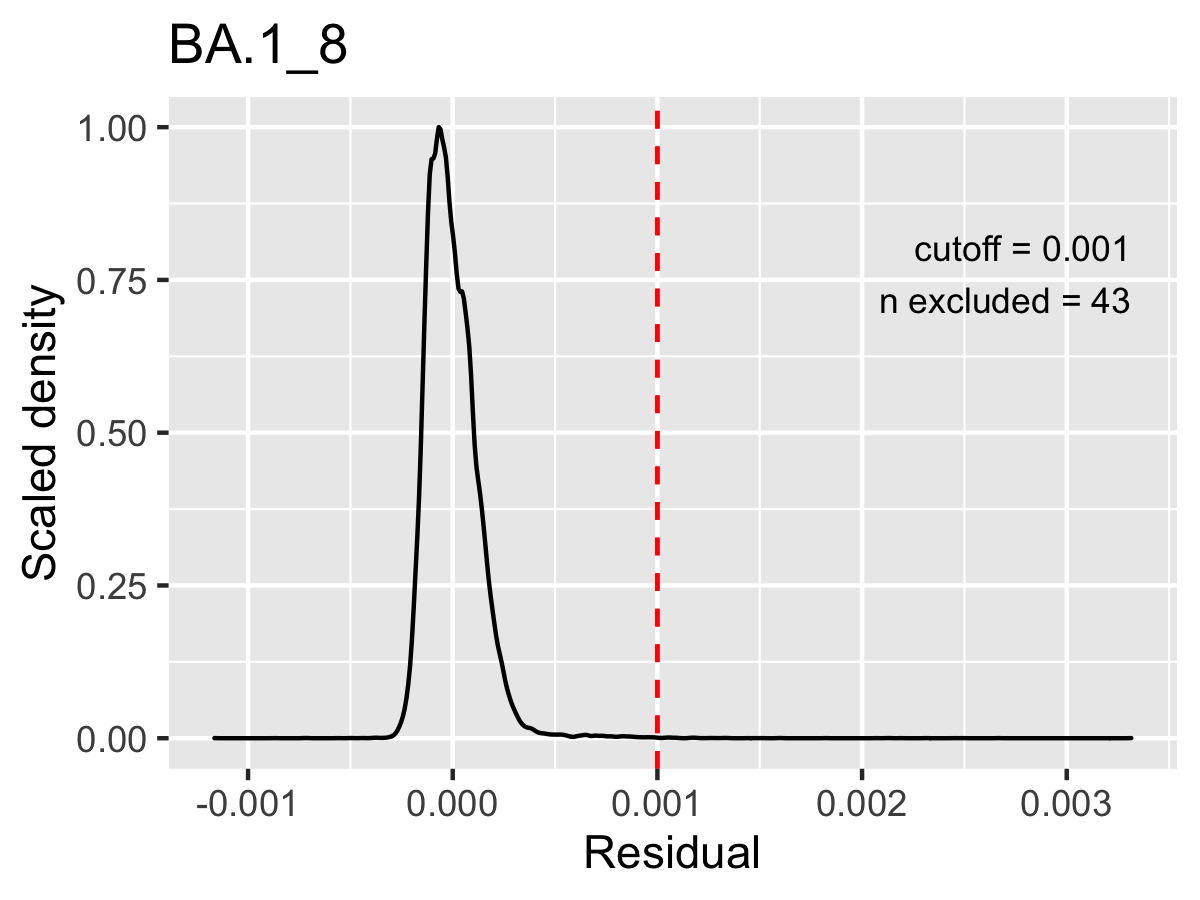 BA.1_8
Scaled density
1.00
0.75
0.50
0.25
0.00
cutoff = 0.001
n excluded = 43
-0.001
0.000
0.001
0.002
0.003
Residual